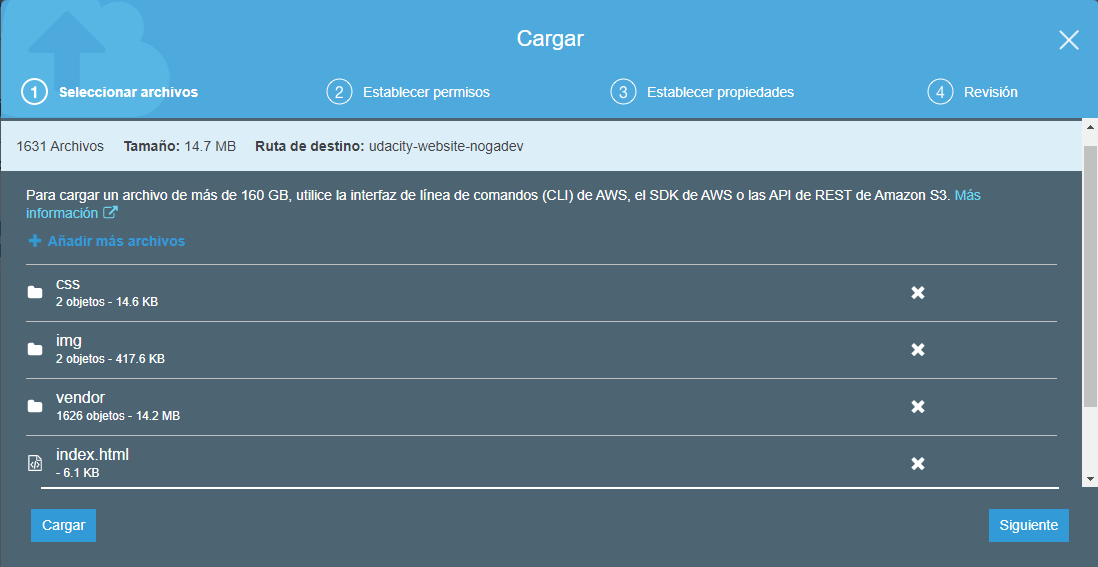 Cargar
1 Seleccionar archivos
2 Establecer permisos
3 Establecer propiedades
4 Revisión
1631 Archivos Tamaño: 14.7 MB Ruta de destino: udacity-website-nogadev
Para cargar un archivo de más de 160 GB, utilice la interfaz de línea de comandos (CLI) de AWS, el SDK de AWS o las API de REST de Amazon S3. Más
información
Añadir más archivos
css
2 objetos - 14.6 KB
img
2 objetos - 417.6 KB
vendor
1626 objetos - 14.2 MB
index.html
- 6.1 KB
Cargar
Siguiente